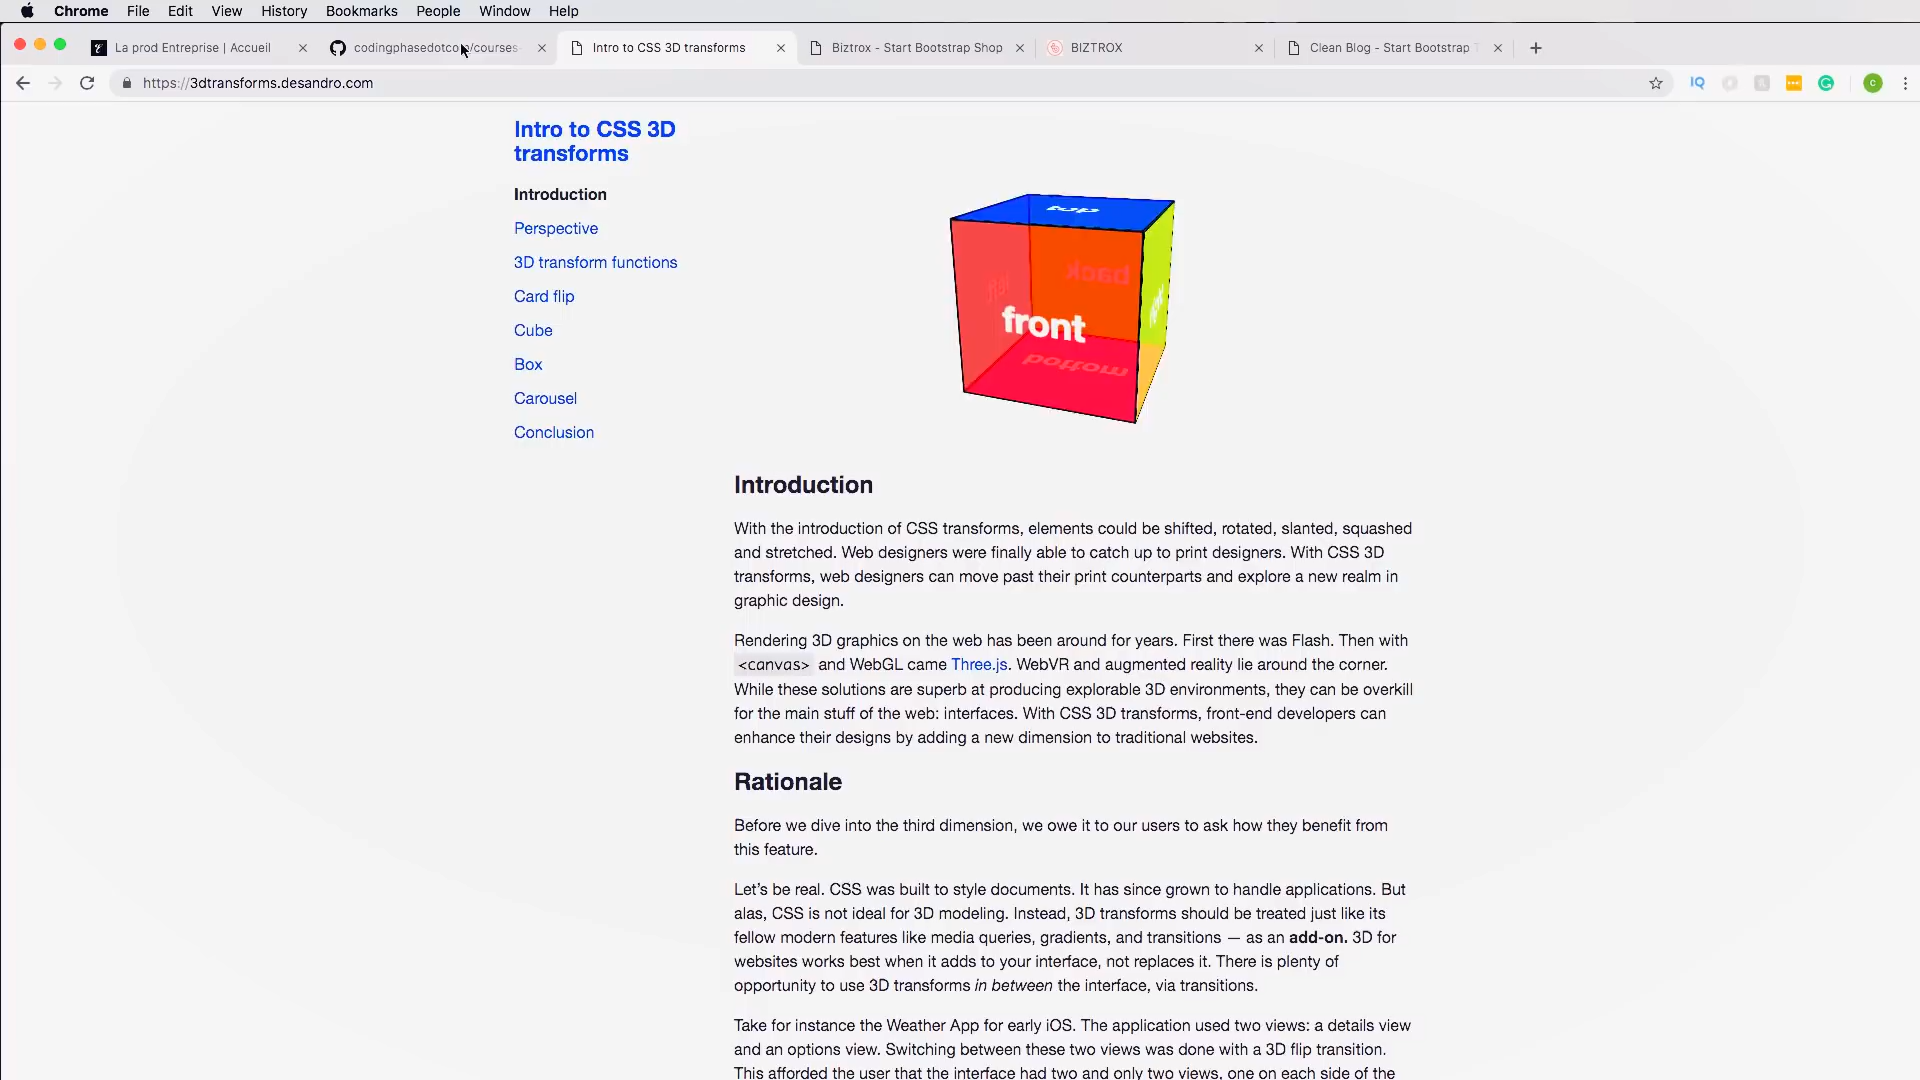 Chrome File Edit View History Bookmarks People Window Help
La prod Entreprise | Accueil
codingphasedotcom/courses-
Intro to CSS 3D transforms
Biztrox - Start Bootstrap Shop
BIZTROX
Clean Blog - Start Bootstrap T
https://3dtransforms.desandro.com
Intro to CSS 3D
transforms
Introduction
Perspective
3D transform functions
Card flip
Cube
Box
Carousel
Conclusion
top
back
left
front
right
bottom
Introduction
With the introduction of CSS transforms, elements could be shifted, rotated, slanted, squashed
and stretched. Web designers were finally able to catch up to print designers. With CSS 3D
transforms, web designers can move past their print counterparts and explore a new realm in
graphic design.
Rendering 3D graphics on the web has been around for years. First there was Flash. Then with
<canvas> and WebGL came Three.js. WebVR and augmented reality lie around the corner.
While these solutions are superb at producing explorable 3D environments, they can be overkill
for the main stuff of the web: interfaces. With CSS 3D transforms, front-end developers can
enhance their designs by adding a new dimension to traditional websites.
Rationale
Before we dive into the third dimension, we owe it to our users to ask how they benefit from
this feature.
Let’s be real. CSS was built to style documents. It has since grown to handle applications. But
alas, CSS is not ideal for 3D modeling. Instead, 3D transforms should be treated just like its
fellow modern features like media queries, gradients, and transitions — as an add-on. 3D for
websites works best when it adds to your interface, not replaces it. There is plenty of
opportunity to use 3D transforms in between the interface, via transitions.
Take for instance the Weather App for early iOS. The application used two views: a details view
and an options view. Switching between these two views was done with a 3D flip transition.
This afforded the user that the interface had two and only two views, one on each side of the